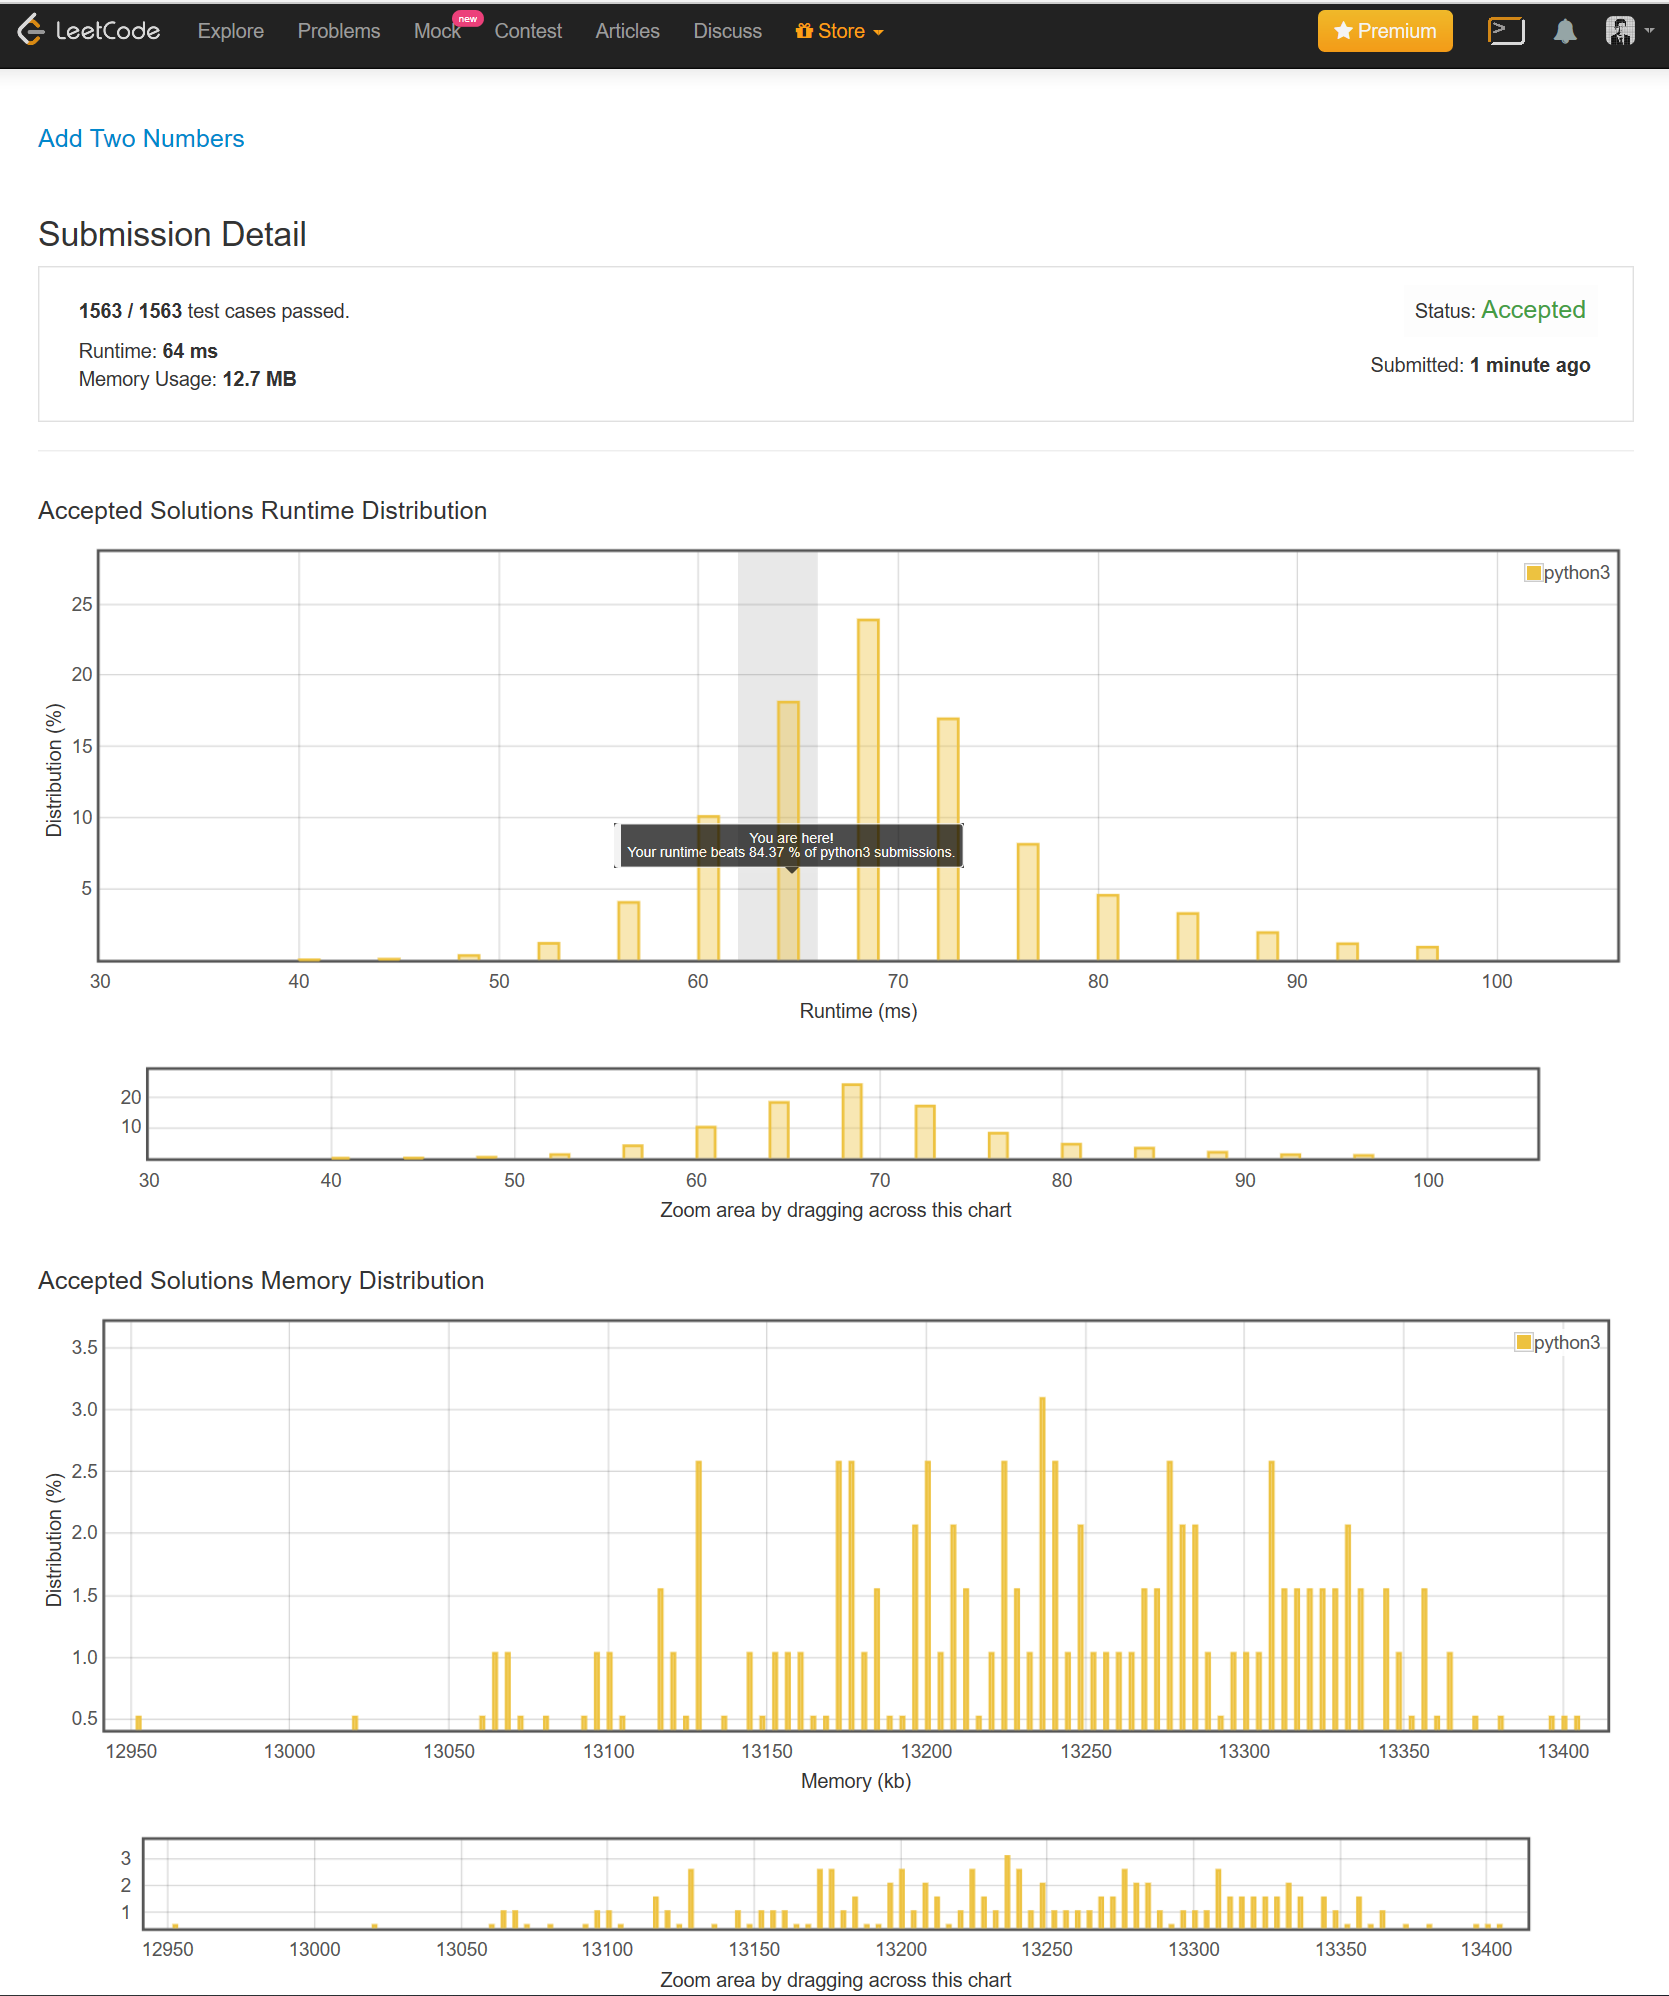 LeetCode Explore Problems Mock new Contest Articles Discuss Store Premium
Add Two Numbers
Submission Detail
1563 / 1563 test cases passed.
Status: Accepted
Runtime: 64 ms
Submitted: 1 minute ago
Memory Usage: 12.7 MB
Accepted Solutions Runtime Distribution
python3
25
20
15
10
5
Distribution (%)
You are here!
Your runtime beats 84.37 % of python3 submissions.
30 40 50 60 70 80 90 100
Runtime (ms)
20
10
30 40 50 60 70 80 90 100
Zoom area by dragging across this chart
Accepted Solutions Memory Distribution
python3
3.5
3.0
2.5
2.0
1.5
1.0
0.5
Distribution (%)
12950 13000 13050 13100 13150 13200 13250 13300 13350 13400
Memory (kb)
3
2
1
12950 13000 13050 13100 13150 13200 13250 13300 13350 13400
Zoom area by dragging across this chart